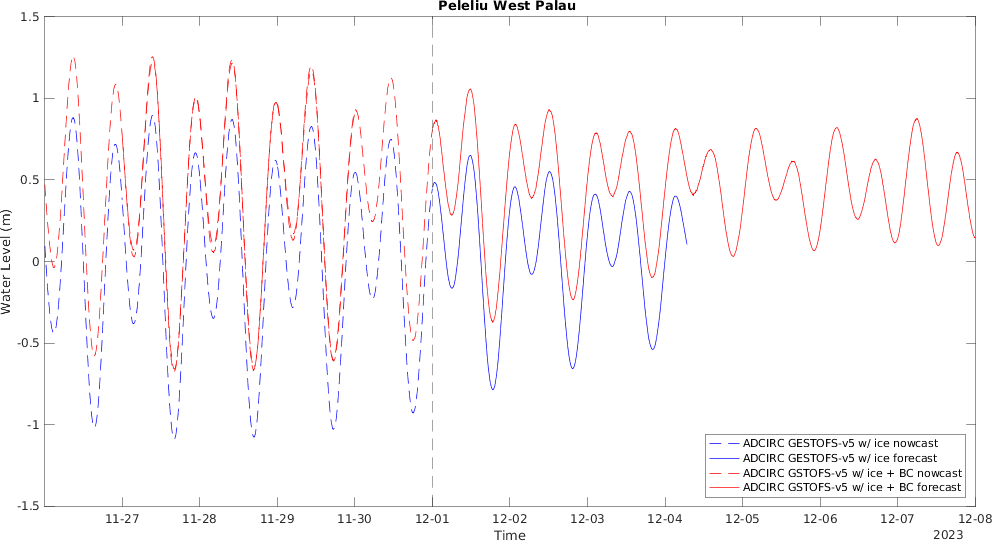 Peleliu West Palau
1.5
1
0.5
0
-0.5
-1
-1.5
Water Level (m)
ADCIRC GESTOFS-v5 w/ ice nowcast
ADCIRC GESTOFS-v5 w/ ice forecast
ADCIRC GSTOFS-v5 w/ ice + BC nowcast
ADCIRC GSTOFS-v5 w/ ice + BC forecast
11-27 11-28 11-29 11-30 12-01 12-02 12-03 12-04 12-05 12-06 12-07 12-08
Time
2023